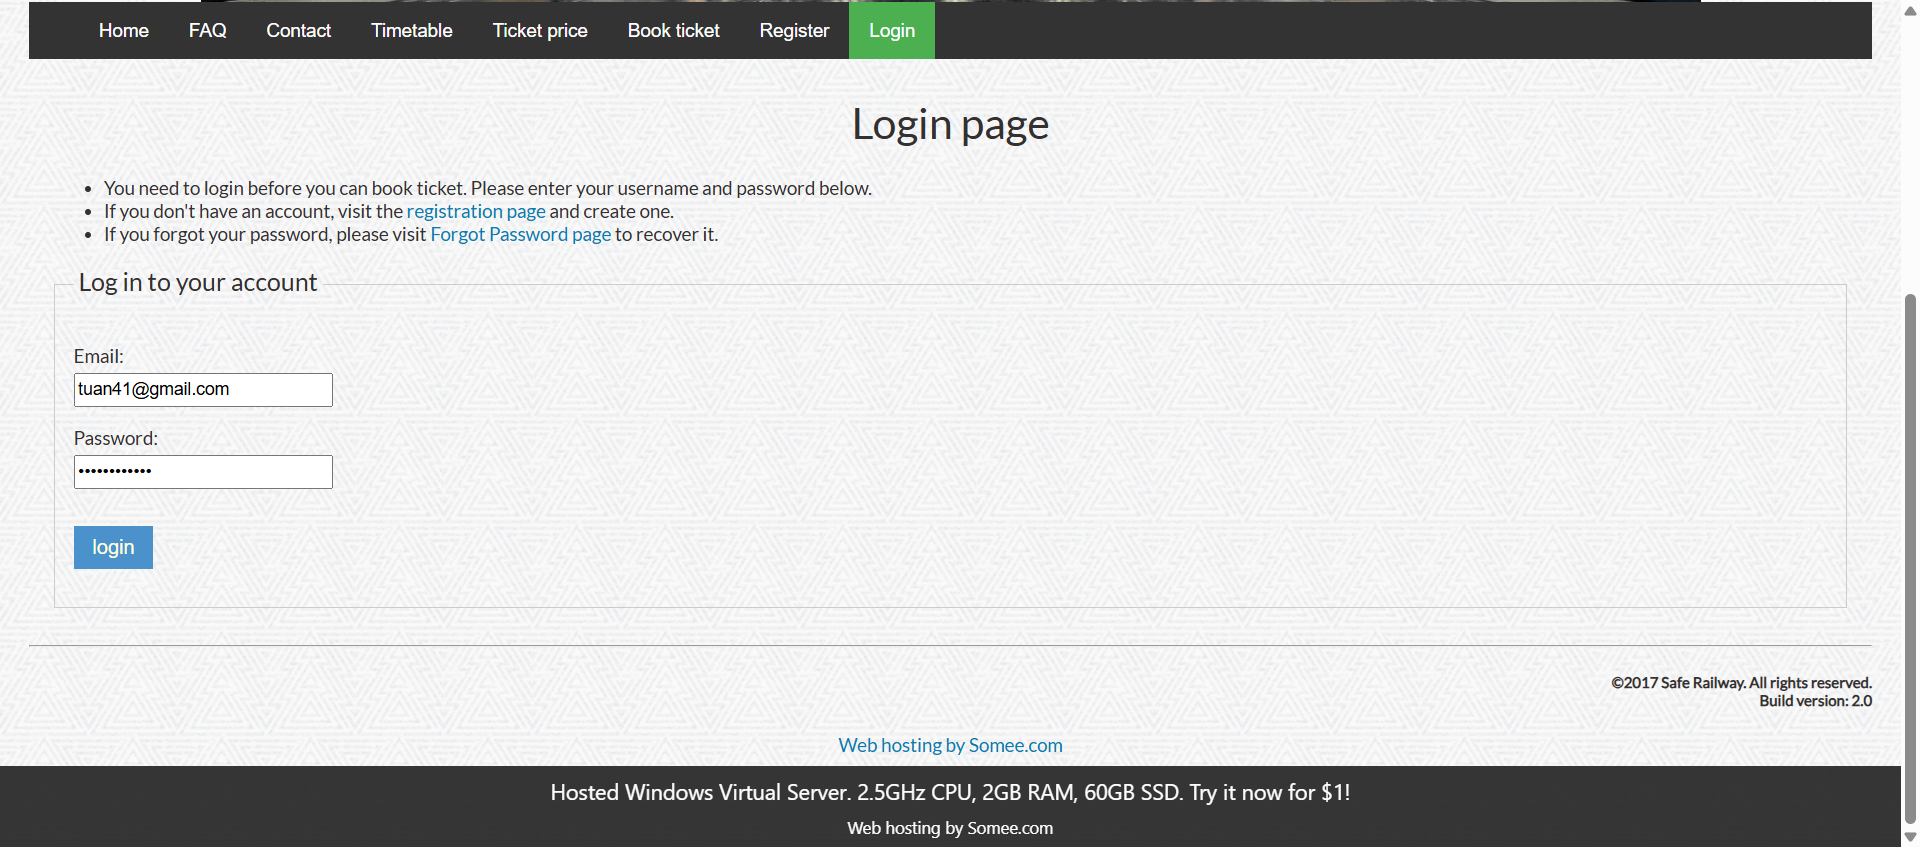 Home FAQ Contact Timetable Ticket price Book ticket Register Login
Login page
• You need to login before you can book ticket. Please enter your username and password below.
• If you don't have an account, visit the registration page and create one.
• If you forgot your password, please visit Forgot Password page to recover it.
Log in to your account
Email:
tuan41@gmail.com
Password:
••••••••••••
login
©2017 Safe Railway. All rights reserved.
Build version: 2.0
Web hosting by Somee.com
Hosted Windows Virtual Server. 2.5GHz CPU, 2GB RAM, 60GB SSD. Try it now for $1!
Web hosting by Somee.com